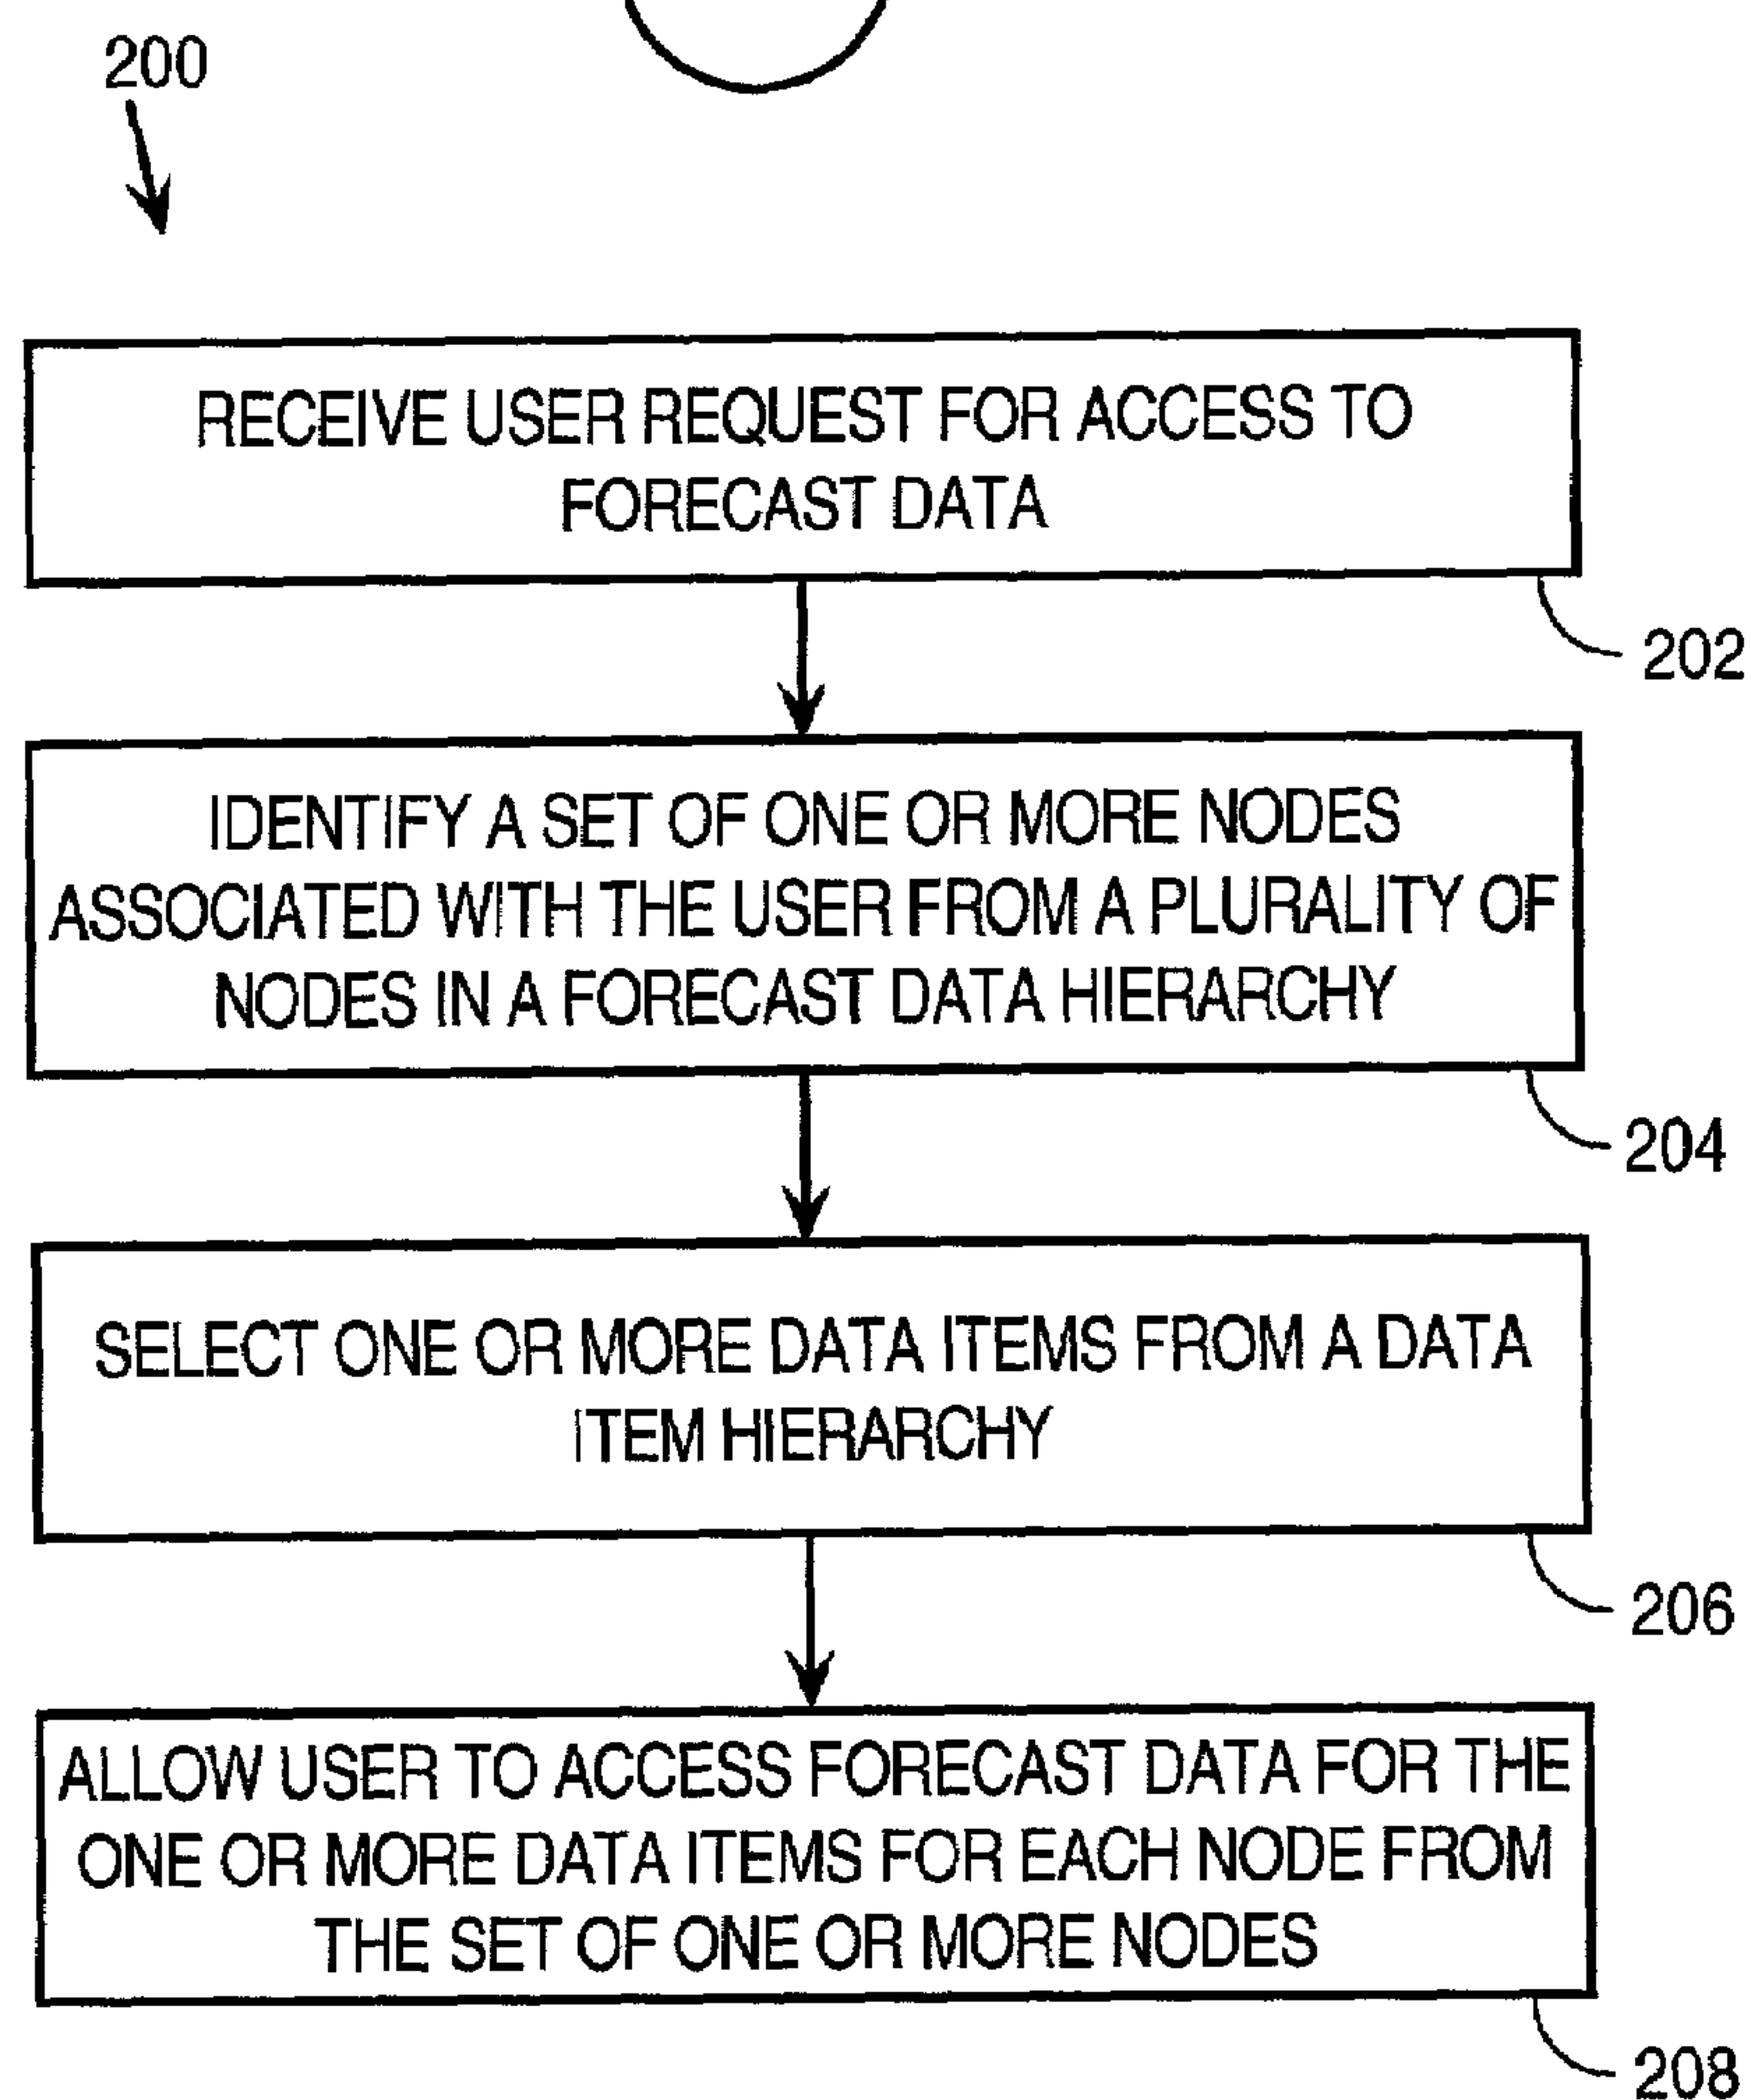 200
RECEIVE USER REQUEST FOR ACCESS TO
FORECAST DATA
202
IDENTIFY A SET OF ONE OR MORE NODES
ASSOCIATED WITH THE USER FROM A PLURALITY OF
NODES IN A FORECAST DATA HIERARCHY
204
SELECT ONE OR MORE DATA ITEMS FROM A DATA
ITEM HIERARCHY
206
ALLOW USER TO ACCESS FORECAST DATA FOR THE
ONE OR MORE DATA ITEMS FOR EACH NODE FROM
THE SET OF ONE OR MORE NODES
208